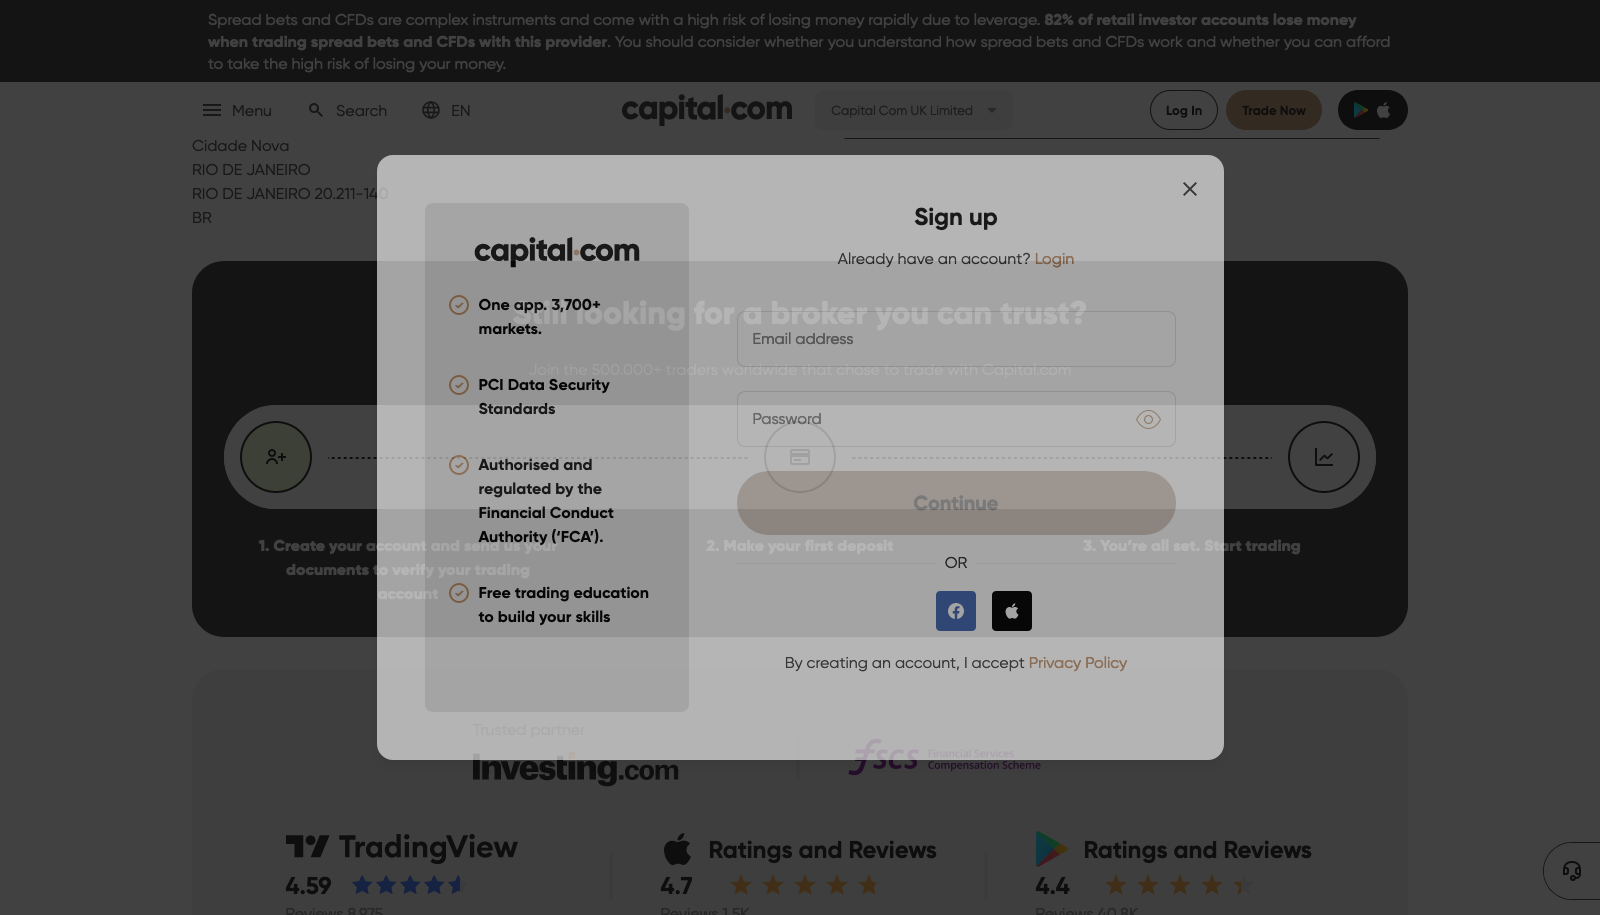 Spread bets and CFDs are complex instruments and come with a high risk of losing money rapidly due to leverage. 82% of retail investor accounts lose money
when trading spread bets and CFDs with this provider. You should consider whether you understand how spread bets and CFDs work and whether you can afford
to take the high risk of losing your money.
Menu
Search
EN
capital.com
Capital Com UK Limited
Log In
Trade Now
Cidade Nova
RIO DE JANEIRO
RIO DE JANEIRO 20.211-140
BR
capital.com
One app. 3,700+
markets.
PCI Data Security
Standards
Authorised and
regulated by the
Financial Conduct
Authority (‘FCA’).
Free trading education
to build your skills
Sign up
Already have an account? Login
Email address
Password
Continue
OR
By creating an account, I accept Privacy Policy
Still looking for a broker you can trust?
Join the 500.000+ traders worldwide that chose to trade with Capital.com
1. Create your account and send us your
documents to verify your trading
account
2. Make your first deposit
3. You’re all set. Start trading
Trusted partner
Investing.com
fscs
Financial Services
Compensation Scheme
TradingView
4.59
Reviews 8,975
Ratings and Reviews
4.7
Reviews 1.5K
Ratings and Reviews
4.4
Reviews 40.8K